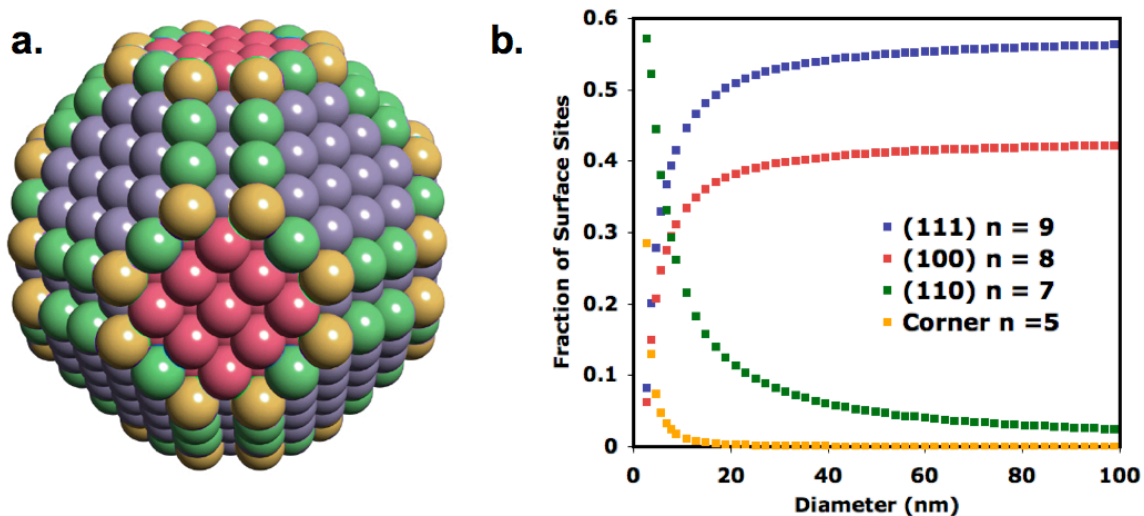 a.
b.
0.6
0.5
0.4
0.3
0.2
0.1
0
Fraction of Surface Sites
(111) n = 9
(100) n = 8
(110) n = 7
Corner n =5
0
20
40
60
80
100
Diameter (nm)